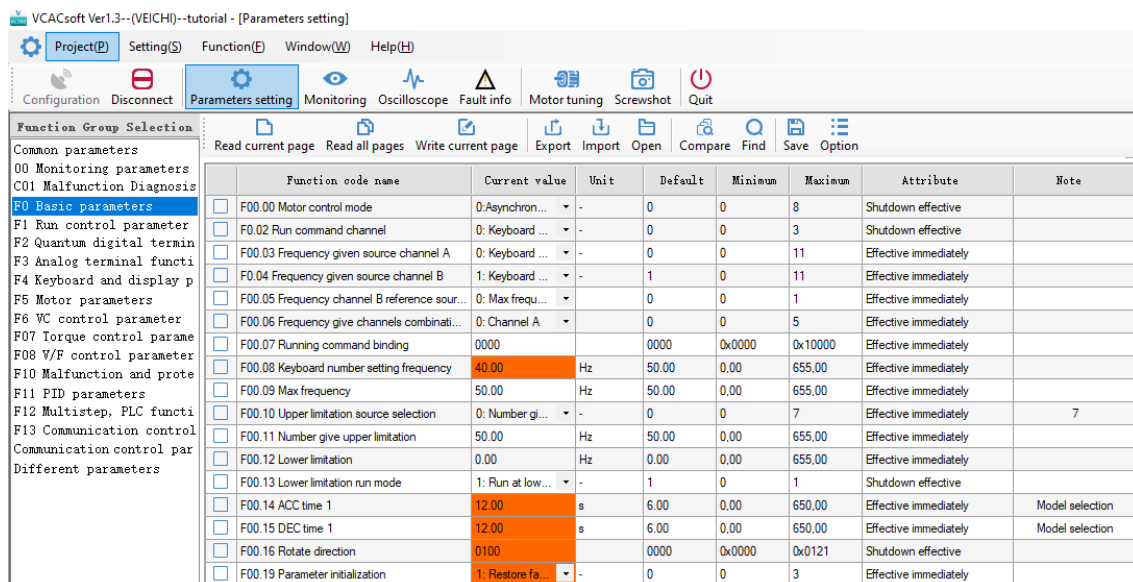 VCACsoft Ver1.3--(VEICHI)--tutorial - [Parameters setting]
Project(P) Setting(S) Function(F) Window(W) Help(H)
Configuration Disconnect Parameters setting Monitoring Oscilloscope Fault info Motor tuning Screwshot Quit
Function Group Selection
Common parameters
00 Monitoring parameters
C01 Malfunction Diagnosis
F0 Basic parameters
F1 Run control parameter
F2 Quantum digital termin
F3 Analog terminal functi
F4 Keyboard and display p
F5 Motor parameters
F6 VC control parameter
F07 Torque control parame
F08 V/F control parameter
F10 Malfunction and prote
F11 PID parameters
F12 Multistep, PLC functi
F13 Communication control
Communication control par
Different parameters
Read current page Read all pages Write current page Export Import Open Compare Find Save Option
Function code name Current value Unit Default Minimum Maximum Attribute Note
F00.00 Motor control mode 0:Asynchron... - 0 0 8 Shutdown effective
F0.02 Run command channel 0: Keyboard ... - 0 0 3 Shutdown effective
F00.03 Frequency given source channel A 0: Keyboard ... - 0 0 11 Effective immediately
F0.04 Frequency given source channel B 1: Keyboard ... - 1 0 11 Effective immediately
F00.05 Frequency channel B reference sour... 0: Max frequ... 0 0 1 Effective immediately
F00.06 Frequency give channels combinati... 0: Channel A 0 0 5 Effective immediately
F00.07 Running command binding 0000 0000 0x0000 0x10000 Effective immediately
F00.08 Keyboard number setting frequency 40.00 Hz 50.00 0,00 655,00 Effective immediately
F00.09 Max frequency 50.00 Hz 50.00 0,00 655,00 Effective immediately
F00.10 Upper limitation source selection 0: Number gi... - 0 0 7 Effective immediately 7
F00.11 Number give upper limitation 50.00 Hz 50.00 0,00 655,00 Effective immediately
F00.12 Lower limitation 0.00 Hz 0.00 0,00 655,00 Effective immediately
F00.13 Lower limitation run mode 1: Run at low... - 1 0 1 Shutdown effective
F00.14 ACC time 1 12.00 s 6.00 0,00 650,00 Effective immediately Model selection
F00.15 DEC time 1 12.00 s 6.00 0,00 650,00 Effective immediately Model selection
F00.16 Rotate direction 0100 0000 0x0000 0x0121 Shutdown effective
F00.19 Parameter initialization 1: Restore fa... - 0 0 3 Effective immediately